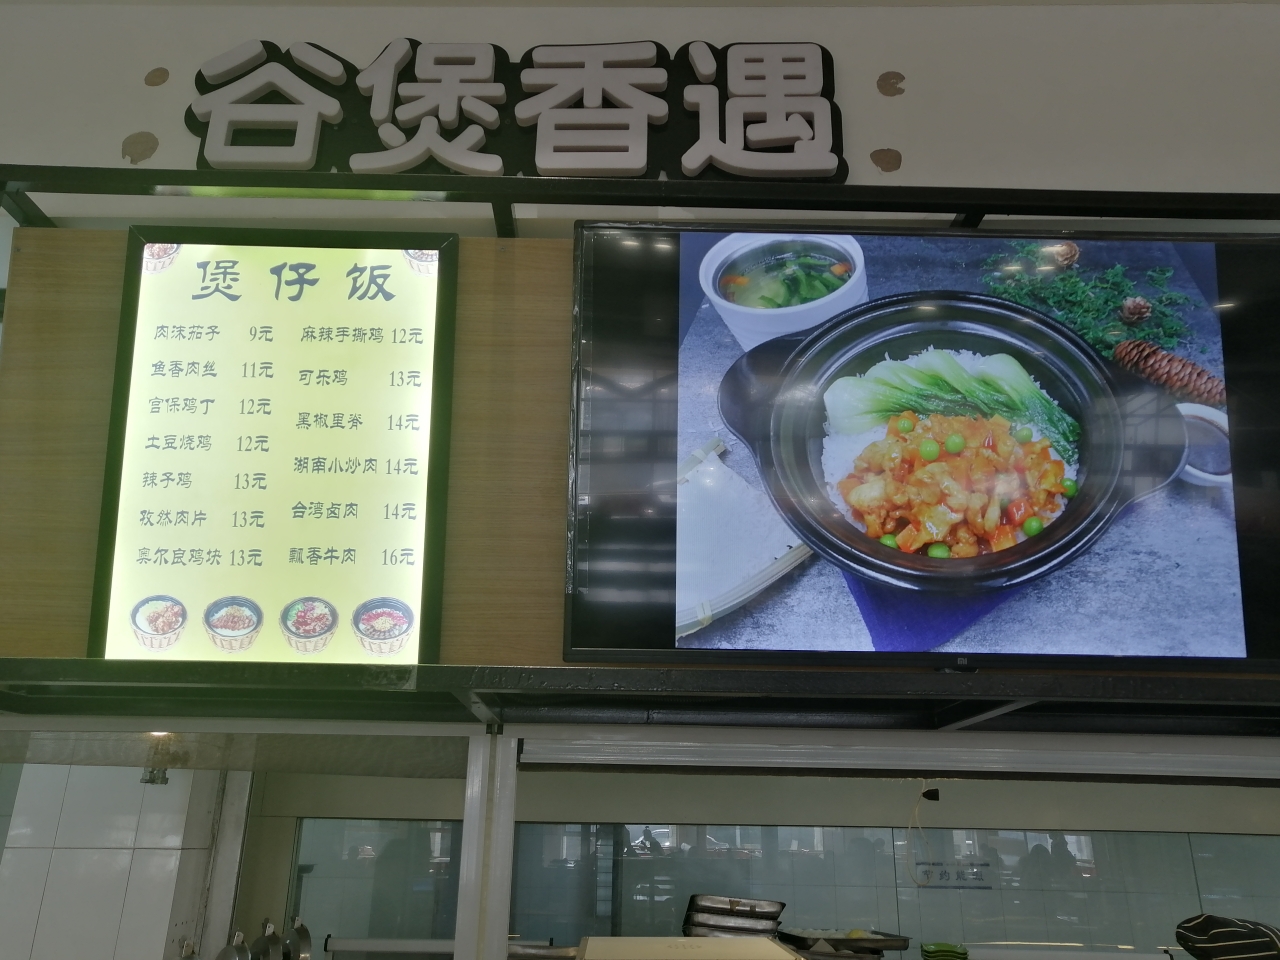 谷煲香遇
煲仔饭
肉沫茄子 9元
鱼香肉丝 11元
宫保鸡丁 12元
土豆烧鸡 12元
辣子鸡 13元
孜然肉片 13元
奥尔良鸡块 13元
麻辣手撕鸡 12元
可乐鸡 13元
黑椒里脊 14元
湖南小炒肉 14元
台湾卤肉 14元
飘香牛肉 16元